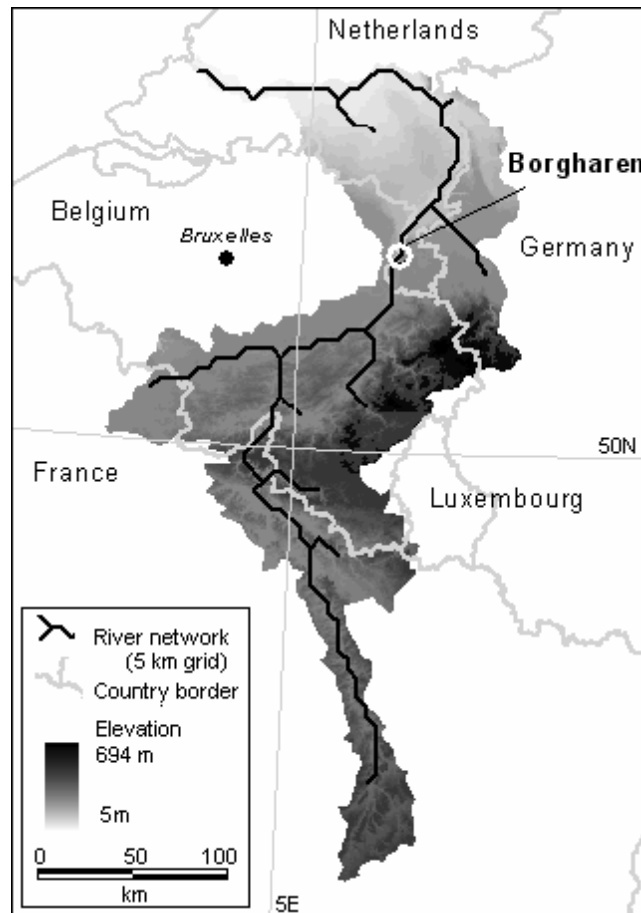 Netherlands
Borgharen
Belgium
Bruxelles
Germany
50N
France
Luxembourg
River network
(5 km grid)
Country border
Elevation
694 m
5m
0 50 100
km
5E